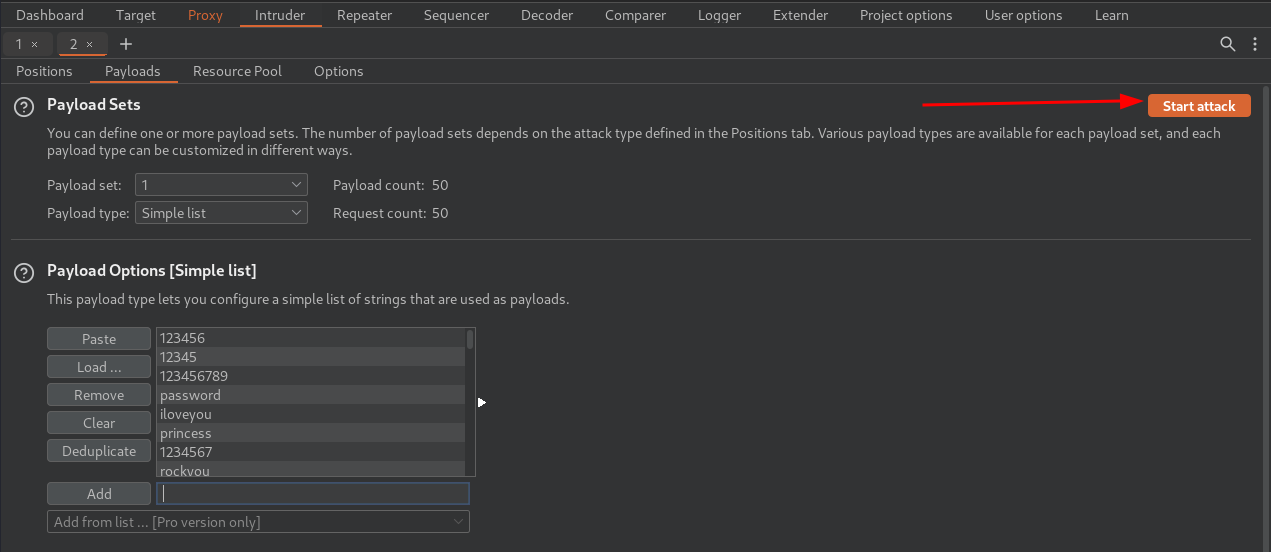 Dashboard Target Proxy Intruder Repeater Sequencer Decoder Comparer Logger Extender Project options User options Learn
1 × 2 × +
Positions Payloads Resource Pool Options
? Payload Sets Start attack
You can define one or more payload sets. The number of payload sets depends on the attack type defined in the Positions tab. Various payload types are available for each payload set, and each
payload type can be customized in different ways.
Payload set: 1 Payload count: 50
Payload type: Simple list Request count: 50
? Payload Options [Simple list]
This payload type lets you configure a simple list of strings that are used as payloads.
Paste 123456
12345
Load ... 123456789
Remove password
iloveyou
Clear princess
Deduplicate 1234567
rockyou
Add
Add from list ... [Pro version only]